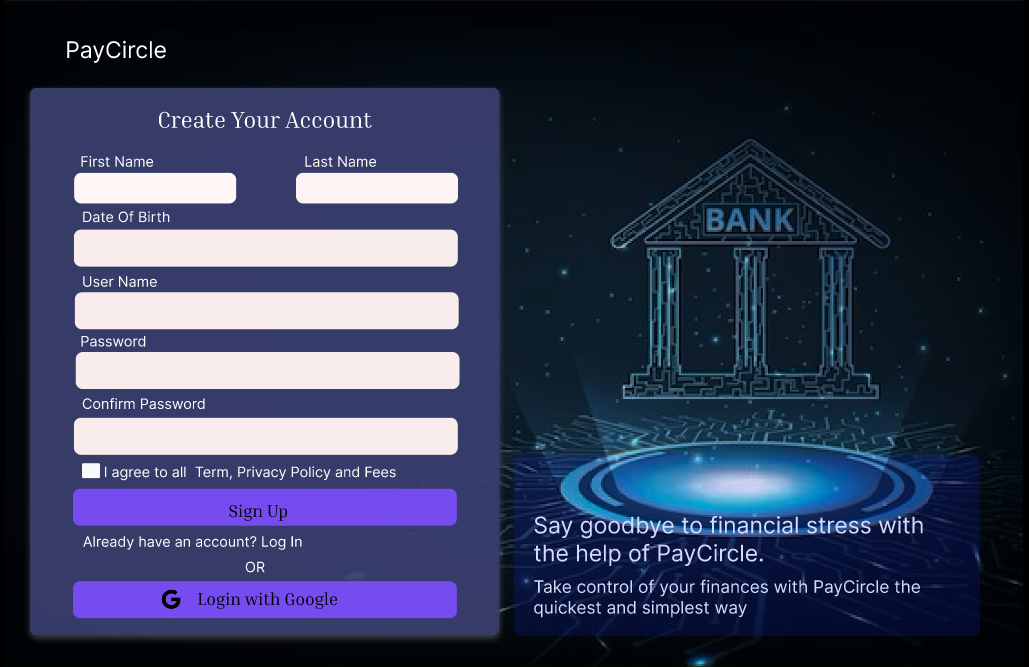 PayCircle
Create Your Account
First Name
Last Name
Date Of Birth
User Name
Password
Confirm Password
I agree to all Term, Privacy Policy and Fees
Sign Up
Already have an account? Log In
OR
G Login with Google
BANK
Say goodbye to financial stress with
the help of PayCircle.
Take control of your finances with PayCircle the
quickest and simplest way